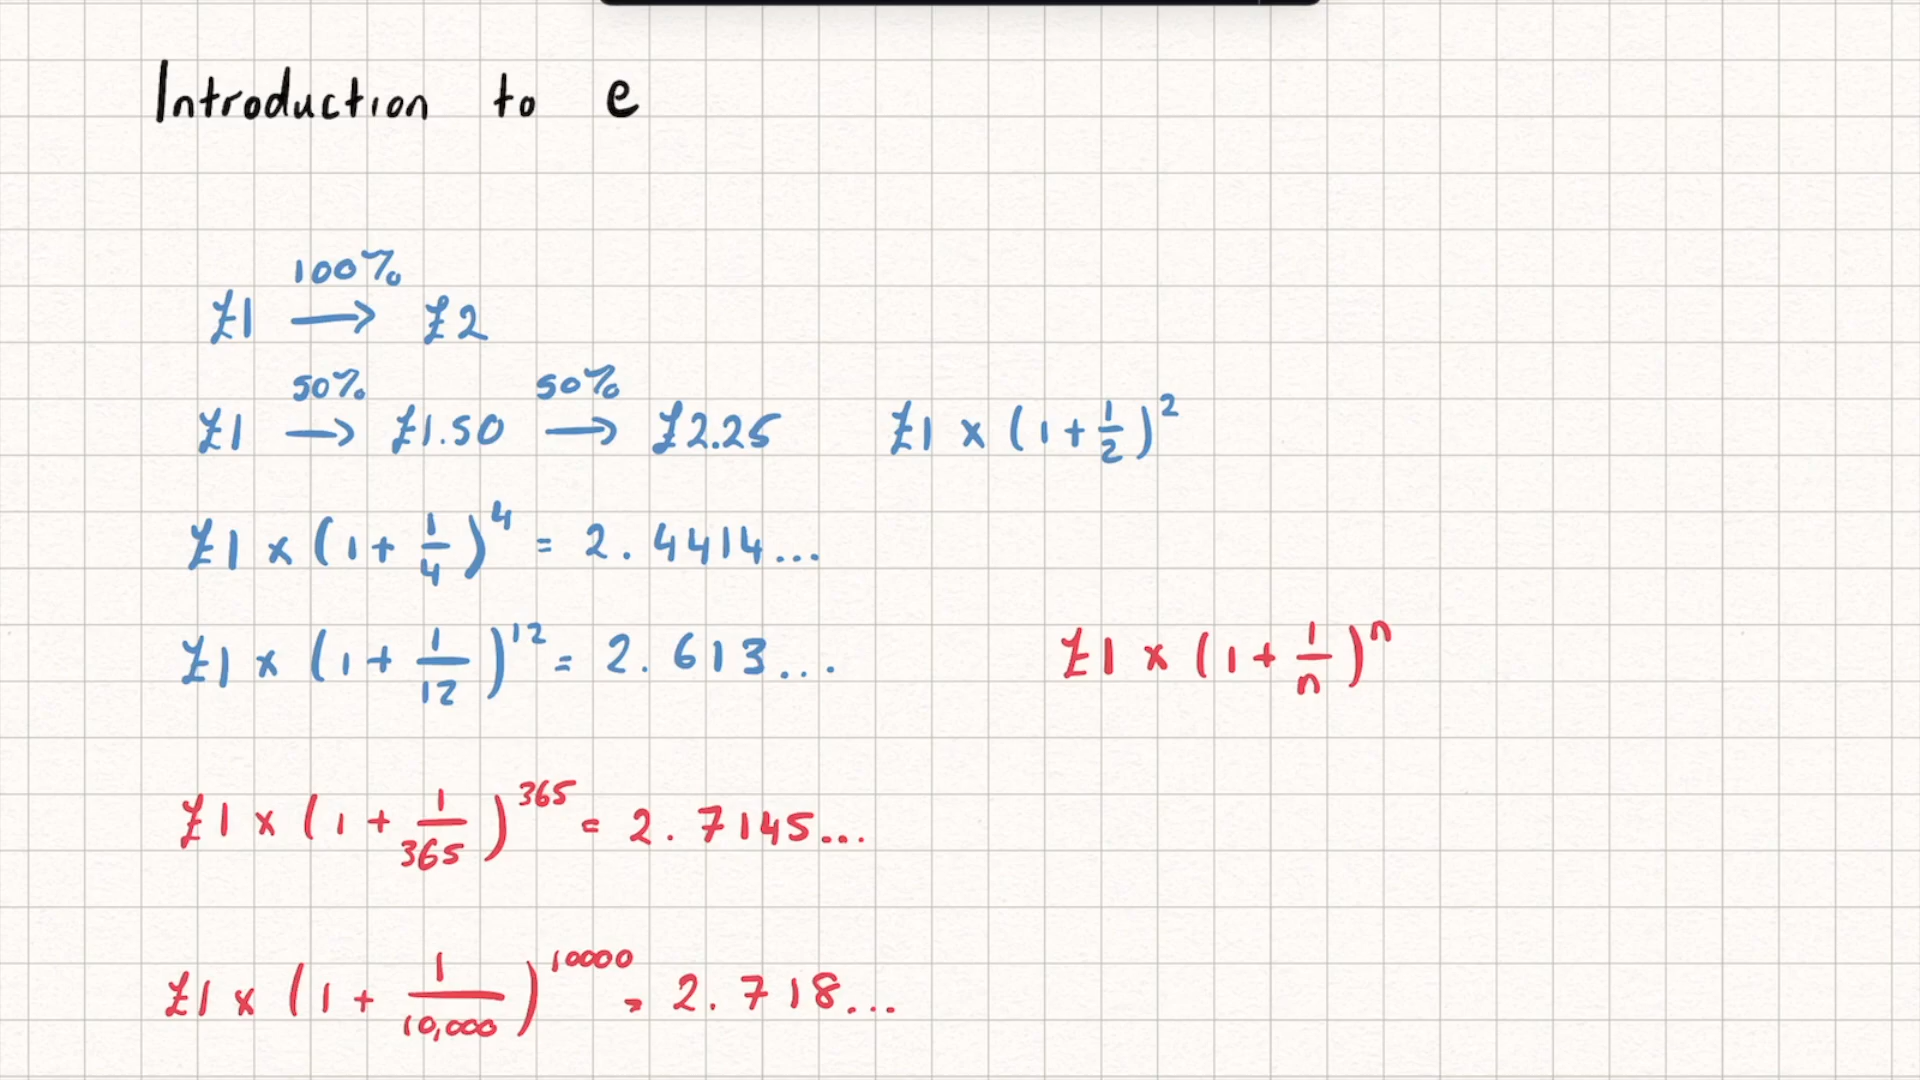 Introduction to e
100%
£1 ⟶ £2
50% 50%
£1 ⟶ £1.50 ⟶ £2.25 £1 × (1 + 1/2)²
£1 × (1 + 1/4)⁴ = 2.4414...
£1 × (1 + 1/12)¹² = 2.613... £1 × (1 + 1/n)ⁿ
£1 × (1 + 1/365)³⁶⁵ = 2.7145...
£1 × (1 + 1/10,000)¹⁰⁰⁰⁰ = 2.718...